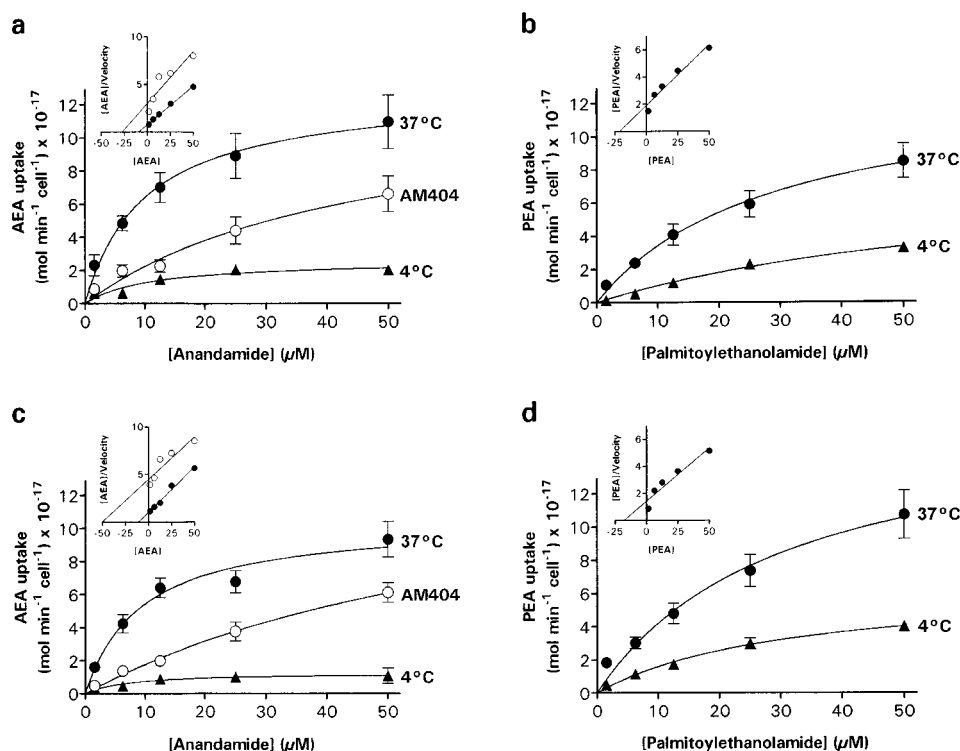 a
[AEA]/Velocity
10
5
-50 -25 0 25 50
[AEA]
AEA uptake
(mol min⁻¹ cell⁻¹) x 10⁻¹⁷
12
10
8
6
4
2
0
37°C
AM404
4°C
0 10 20 30 40 50
[Anandamide] (µM)
b
[PEA]/Velocity
6
4
2
-25 0 25 50
[PEA]
PEA uptake
(mol min⁻¹ cell⁻¹) x 10⁻¹⁷
12
10
8
6
4
2
0
37°C
4°C
0 10 20 30 40 50
[Palmitoylethanolamide] (µM)
c
[AEA]/Velocity
10
5
-50 -25 0 25 50
[AEA]
AEA uptake
(mol min⁻¹ cell⁻¹) x 10⁻¹⁷
12
10
8
6
4
2
0
37°C
AM404
4°C
0 10 20 30 40 50
[Anandamide] (µM)
d
[PEA]/Velocity
6
4
2
-25 0 25 50
[PEA]
PEA uptake
(mol min⁻¹ cell⁻¹) x 10⁻¹⁷
12
10
8
6
4
2
0
37°C
4°C
0 10 20 30 40 50
[Palmitoylethanolamide] (µM)